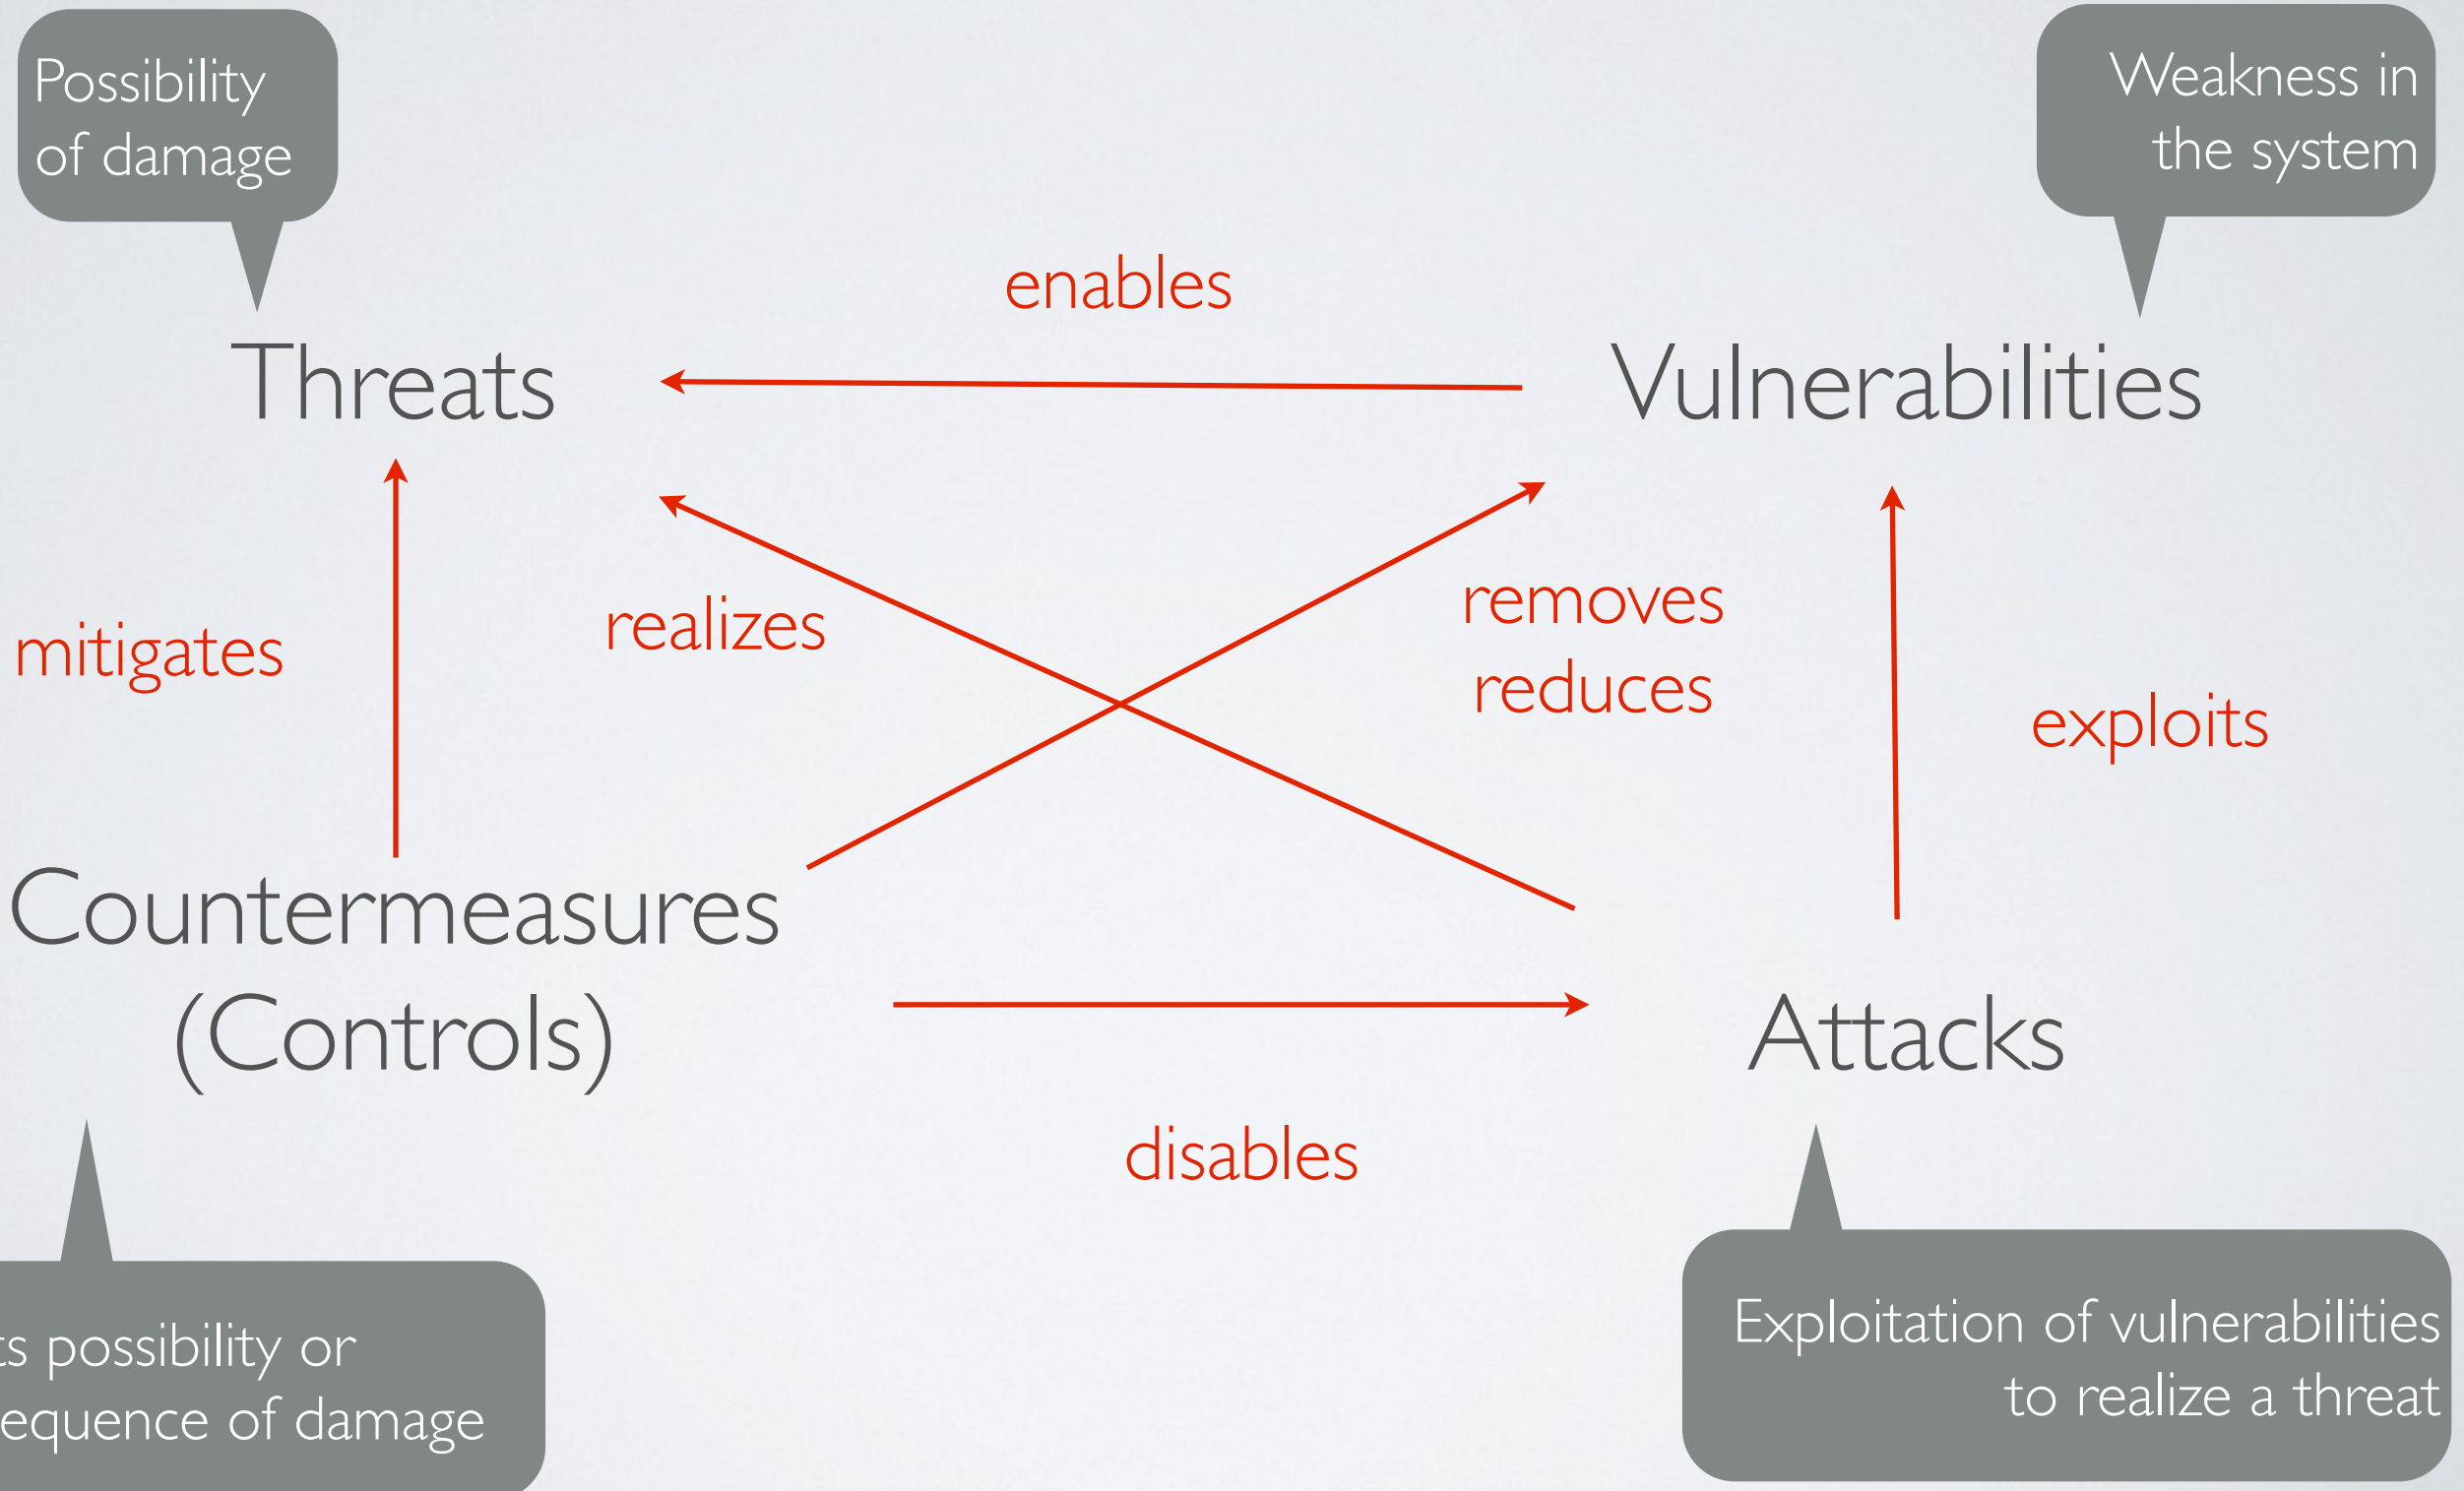 Possibility
of damage
Weakness in
the system
enables
Threats
Vulnerabilities
mitigates
realizes
removes
reduces
exploits
Countermeasures
(Controls)
Attacks
disables
possibility or
of damage
Exploitation of vulnerabilities
to realize a threat